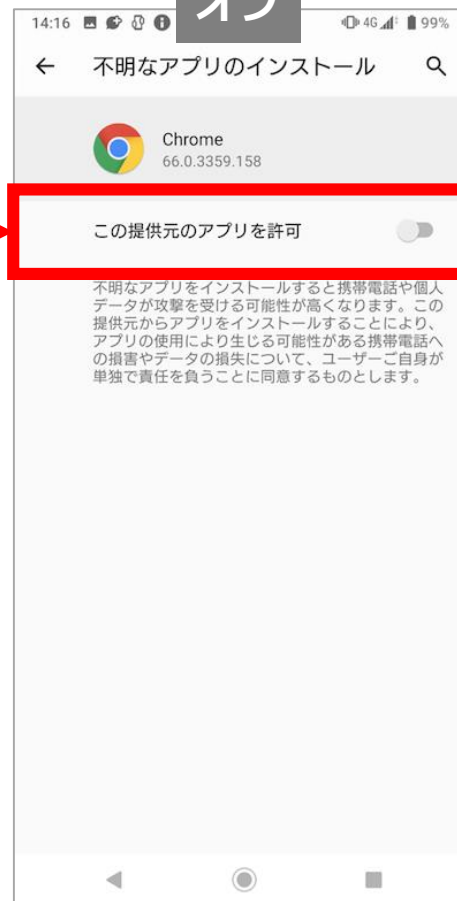 オフ
14:16
4G
99%
不明なアプリのインストール
Chrome
66.0.3359.158
この提供元のアプリを許可
不明なアプリをインストールすると携帯電話や個人
データが攻撃を受ける可能性が高くなります。この
提供元からアプリをインストールすることにより、
アプリの使用により生じる可能性がある携帯電話へ
の損害やデータの損失について、ユーザーご自身が
単独で責任を負うことに同意するものとします。